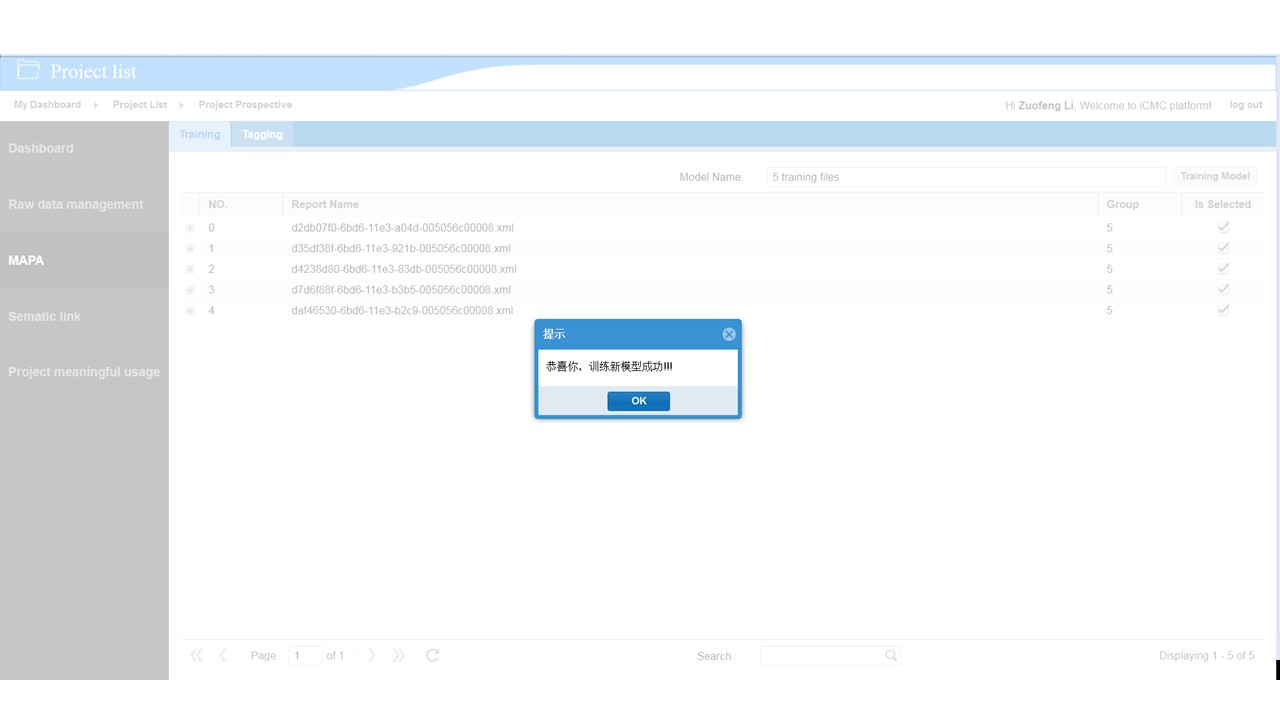 Project list
My Dashboard Project List Project Prospective
Hi Zuofeng Li, Welcome to iCMC platform! log out
Training Tagging
Dashboard
Raw data management
MAPA
Sematic link
Project meaningful usage
Model Name: 5 training files Training Model
NO. Report Name Group Is Selected
0 d2db07f0-6bd6-11e3-a04d-005056c00008.xml 5
1 d35df38f-6bd6-11e3-921b-005056c00008.xml 5
2 d4238d80-6bd6-11e3-83db-005056c00008.xml 5
3 d7d6f88f-6bd6-11e3-b3b5-005056c00008.xml 5
4 daf46530-6bd6-11e3-b2c9-005056c00008.xml 5
提示
恭喜你，训练新模型成功!!!
OK
Page 1 of 1 Search : Displaying 1 - 5 of 5